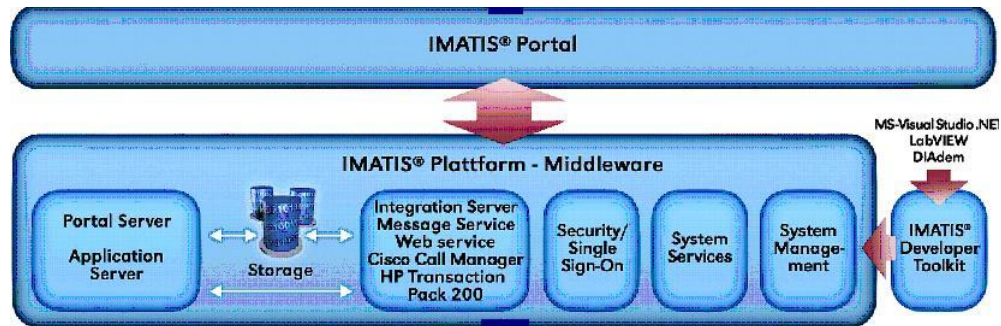 IMATIS® Portal
MS-Visual Studio .NET
LabVIEW
DIAdem
IMATIS® Plattform - Middleware
Portal Server
Application
Server
Storage
Integration Server
Message Service
Web service
Cisco Call Manager
HP Transaction
Pack 200
Security/
Single
Sign-On
System
Services
System
Manage-
ment
IMATIS®
Developer
Toolkit